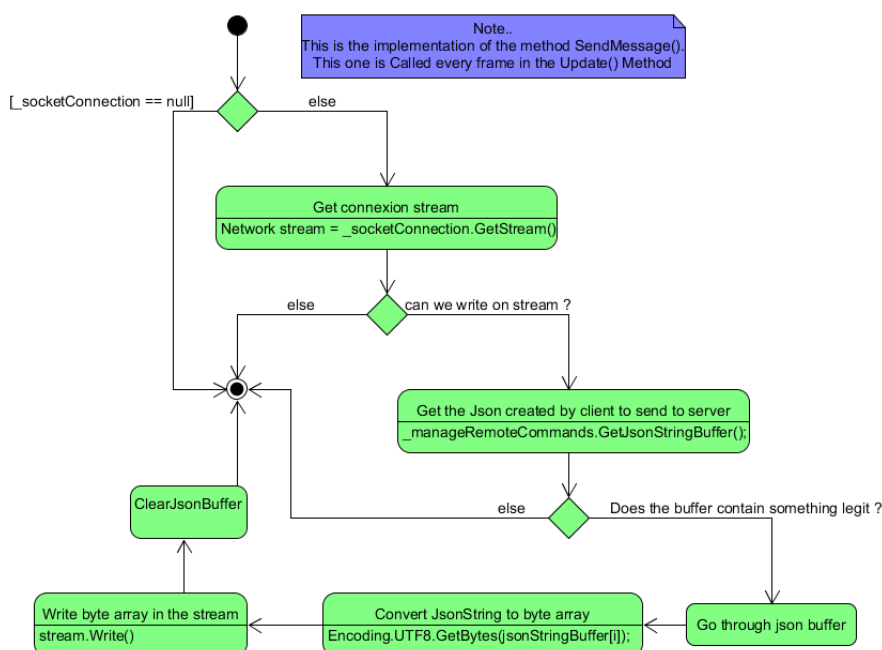 Note..
This is the implementation of the method SendMessage().
This one is Called every frame in the Update() Method
[_socketConnection == null]
else
Get connexion stream
Network stream = _socketConnection.GetStream()
else
can we write on stream ?
Get the Json created by client to send to server
_manageRemoteCommands.GetJsonStringBuffer();
ClearJsonBuffer
else
Does the buffer contain something legit ?
Write byte array in the stream
stream.Write()
Convert JsonString to byte array
Encoding.UTF8.GetBytes(jsonStringBuffer[i]);
Go through json buffer